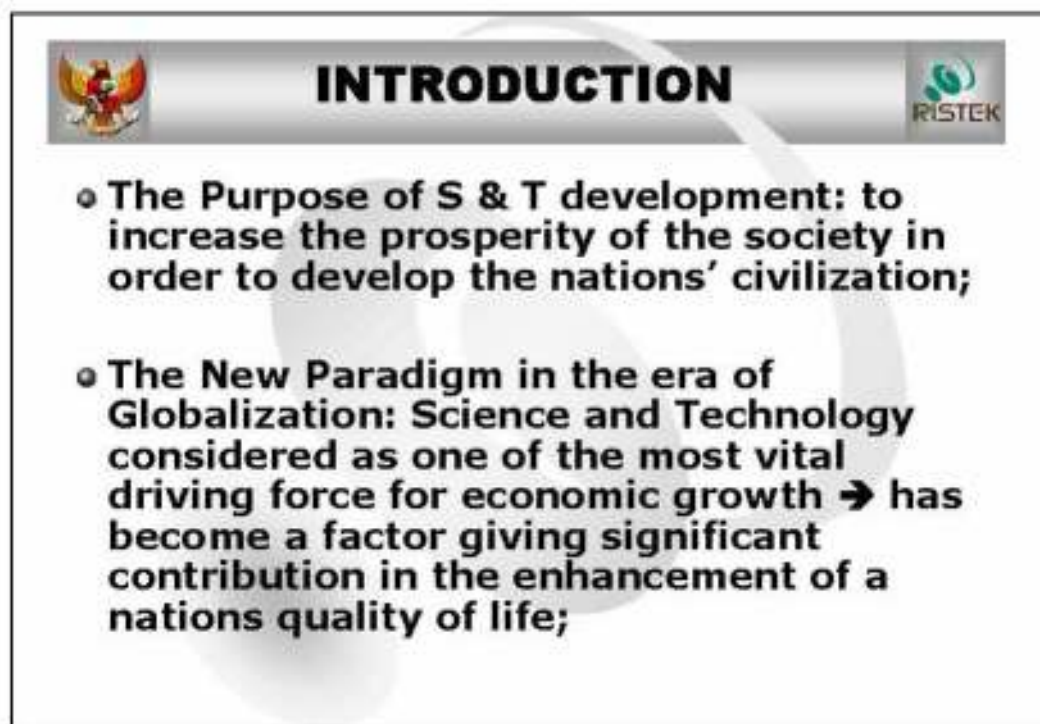 INTRODUCTION
RISTEK
The Purpose of S & T development: to
increase the prosperity of the society in
order to develop the nations’ civilization;
The New Paradigm in the era of
Globalization: Science and Technology
considered as one of the most vital
driving force for economic growth ➔ has
become a factor giving significant
contribution in the enhancement of a
nations quality of life;